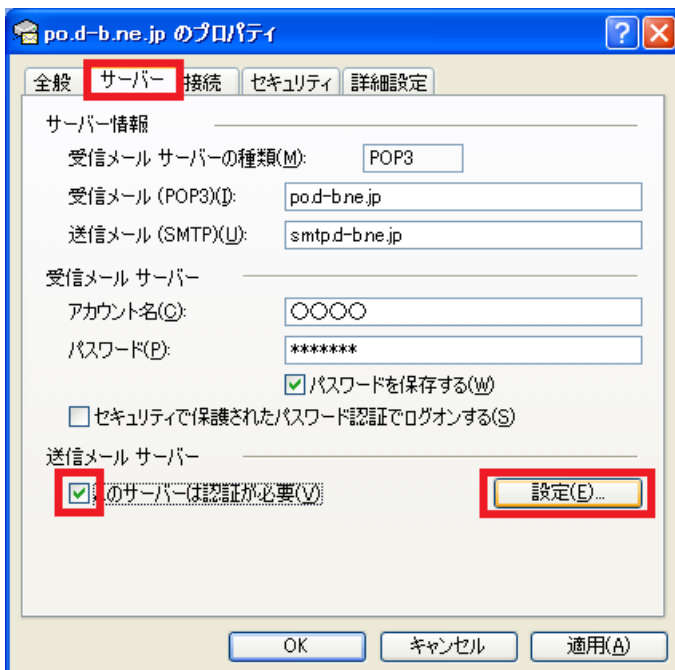 po.d-b.ne.jp のプロパティ
全般 サーバー 接続 セキュリティ 詳細設定
サーバー情報
受信メール サーバーの種類(M): POP3
受信メール (POP3)(I): po.d-b.ne.jp
送信メール (SMTP)(U): smtp.d-b.ne.jp
受信メール サーバー
アカウント名(C): ○○○○
パスワード(P): *******
パスワードを保存する(W)
セキュリティで保護されたパスワード認証でログオンする(S)
送信メール サーバー
このサーバーは認証が必要(V) 設定(E)...
OK キャンセル 適用(A)